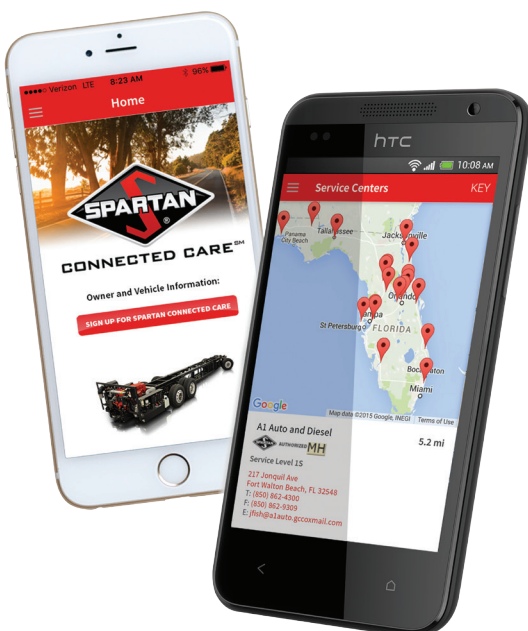 Verizon LTE 8:23 AM 96%
Home
SPARTAN
®
CONNECTED CARE℠
Owner and Vehicle Information:
SIGN UP FOR SPARTAN CONNECTED CARE
hTC
10:08 AM
Service Centers KEY
Panama
City Beach
Tallahassee
Jacksonville
Orlando
Tampa
St Petersburg
FLORIDA
Boca Raton
Miami
Google
Map data ©2015 Google, INEGI Terms of Use
A1 Auto and Diesel 5.2 mi
AUTHORIZED MH
Service Level 1S
217 Jonquil Ave
Fort Walton Beach, FL 32548
T: (850) 862-4300
F: (850) 862-9309
E: jfish@a1auto.gccoxmail.com